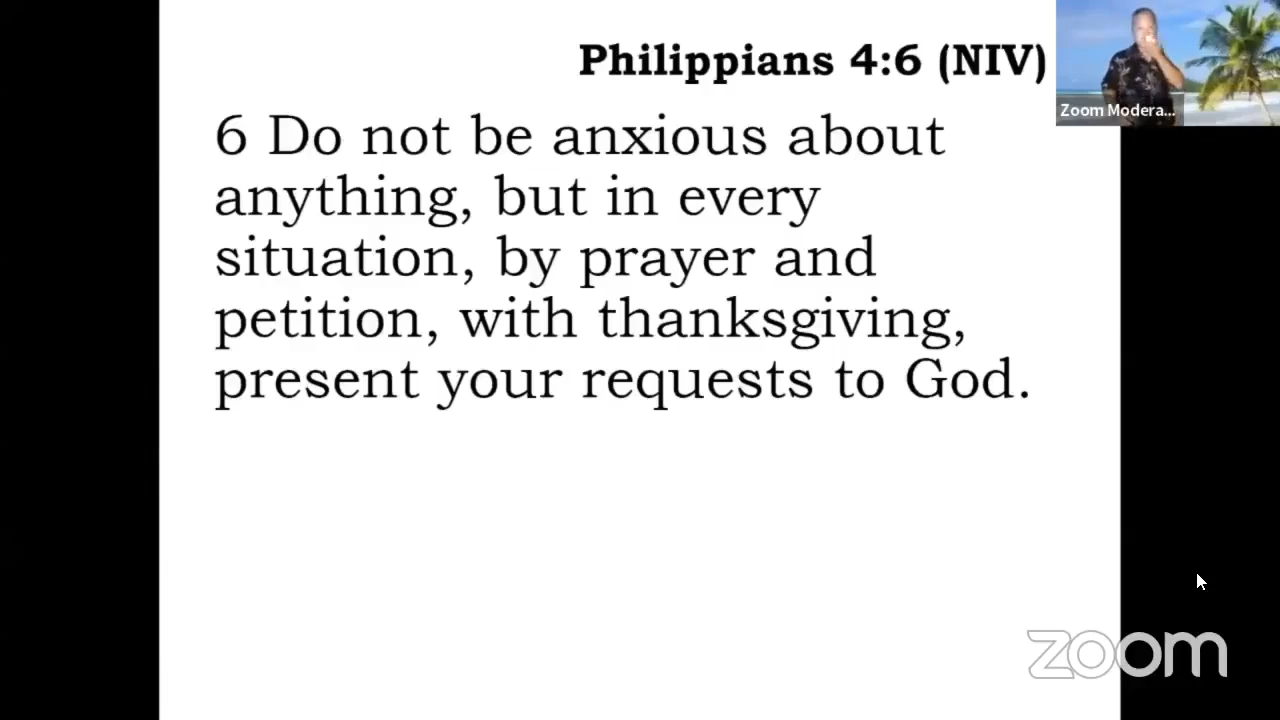 Philippians 4:6 (NIV)
Zoom Modera...
6 Do not be anxious about
anything, but in every
situation, by prayer and
petition, with thanksgiving,
present your requests to God.
zoom